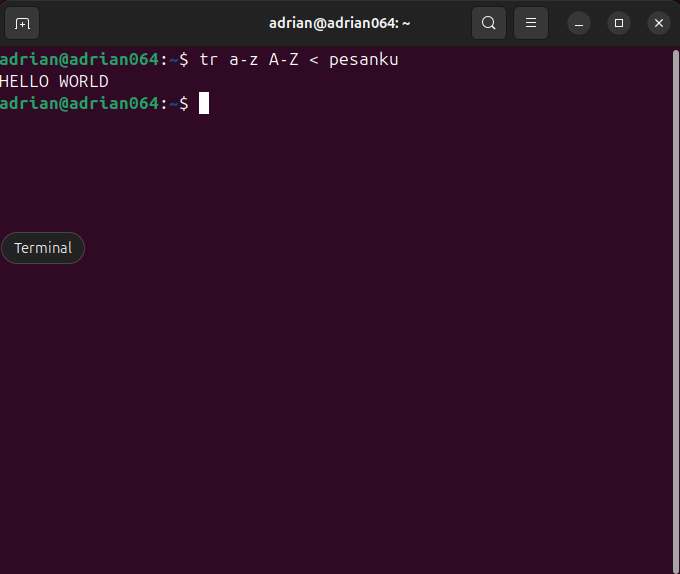 adrian@adrian064: ~
adrian@adrian064:~$ tr a-z A-Z < pesanku
HELLO WORLD
adrian@adrian064:~$
Terminal